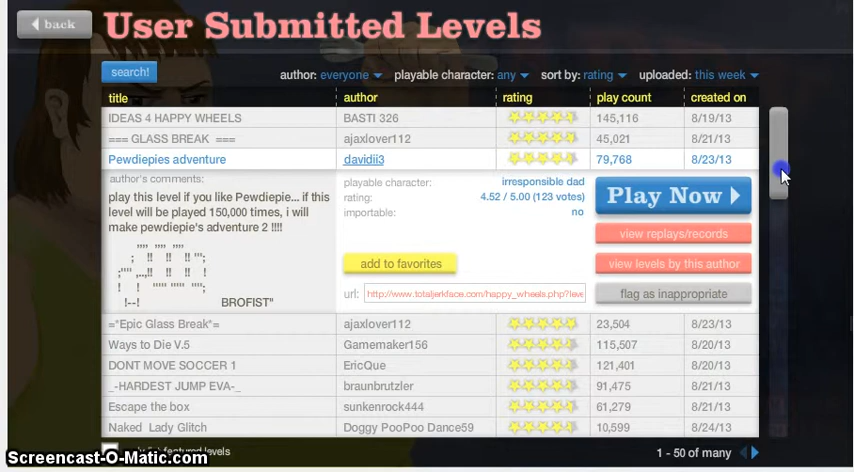 back
User Submitted Levels
search!
author: everyone
playable character: any
sort by: rating
uploaded: this week
title author rating play count created on
IDEAS 4 HAPPY WHEELS BASTI 326 145,116 8/19/13
=== GLASS BREAK === ajaxlover112 45,021 8/21/13
Pewdiepies adventure davidii3 79,768 8/23/13
author's comments:
play this level if you like Pewdiepie... if this
level will be played 150,000 times, i will
make pewdiepie's adventure 2 !!!!
BROFIST"
playable character: irresponsible dad
rating: 4.52 / 5.00 (123 votes)
importable: no
add to favorites
url: http://www.totaljerkface.com/happy_wheels.php?leve
Play Now
view replays/records
view levels by this author
flag as inappropriate
="Epic Glass Break"= ajaxlover112 23,504 8/23/13
Ways to Die V.5 Gamemaker156 115,507 8/20/13
DONT MOVE SOCCER 1 EricQue 121,401 8/20/13
_-HARDEST JUMP EVA-_ braunbrutzler 91,475 8/21/13
Escape the box sunkenrock444 61,279 8/21/13
Naked Lady Glitch Doggy PooPoo Dance59 10,599 8/24/13
featured levels
1 - 50 of many
Screencast-O-Matic.com